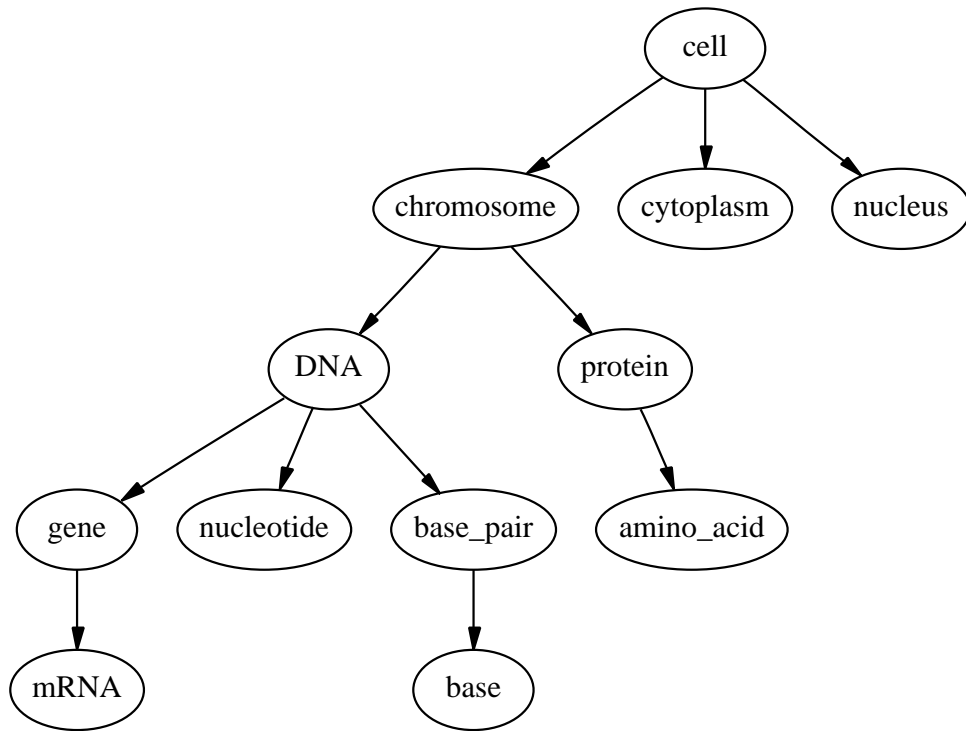 cell
chromosome
cytoplasm
nucleus
DNA
protein
gene
nucleotide
base_pair
amino_acid
mRNA
base